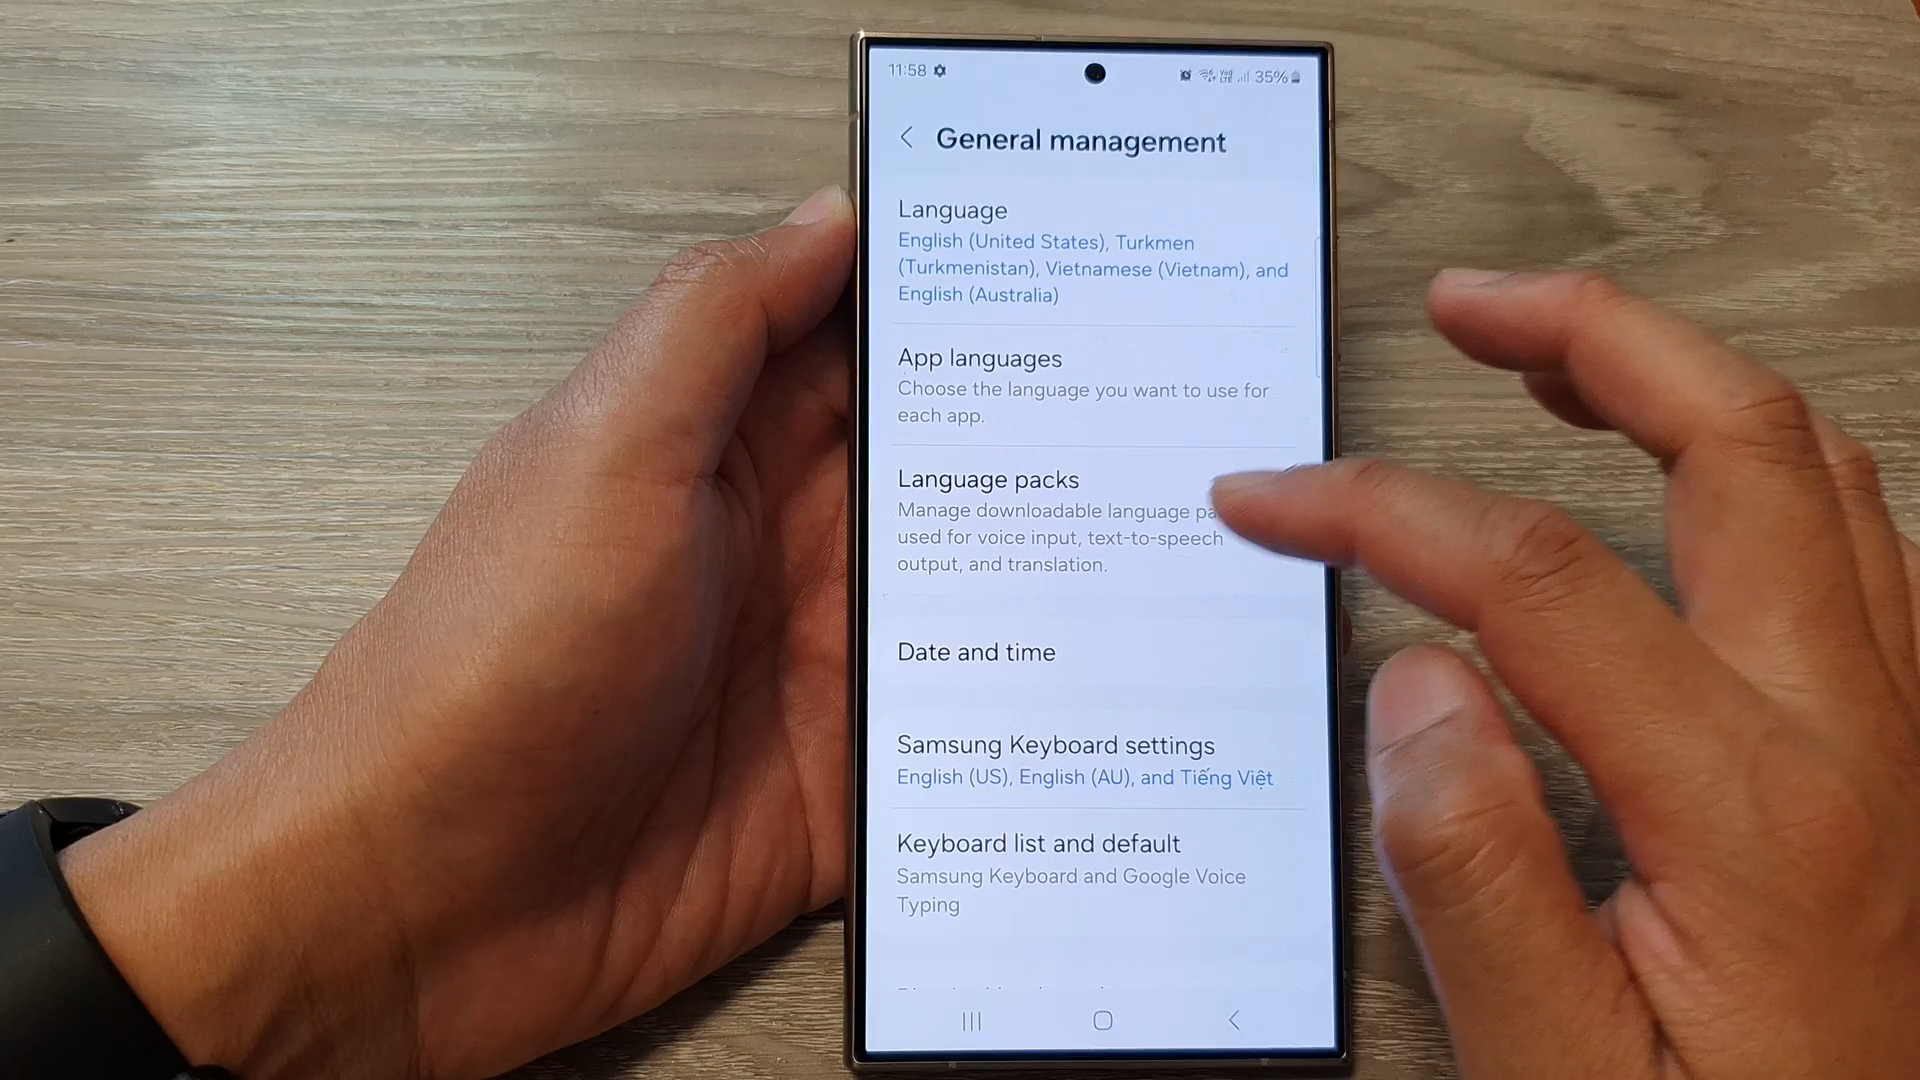 11:58
35%
General management
Language
English (United States), Turkmen
(Turkmenistan), Vietnamese (Vietnam), and
English (Australia)
App languages
Choose the language you want to use for
each app.
Language packs
Manage downloadable language
used for voice input, text-to-speech
output, and translation.
Date and time
Samsung Keyboard settings
English (US), English (AU), and Tiếng Việt
Keyboard list and default
Samsung Keyboard and Google Voice
Typing